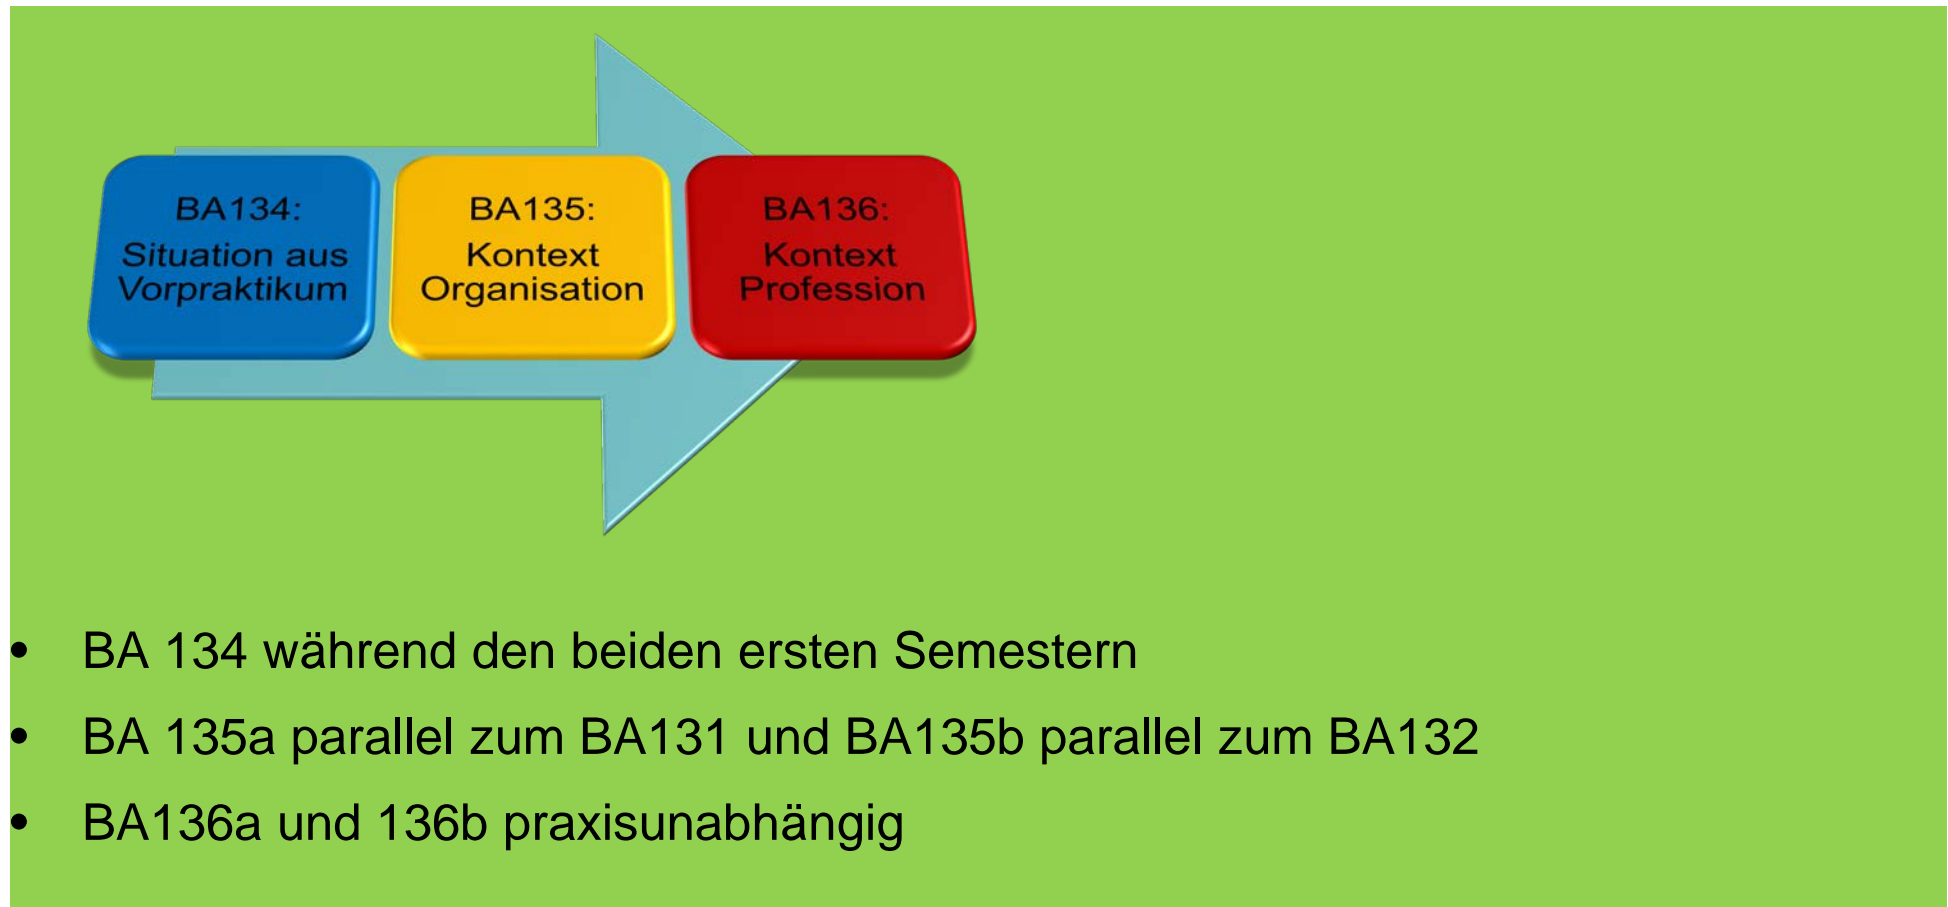 BA134:
Situation aus
Vorpraktikum
BA135:
Kontext
Organisation
BA136:
Kontext
Profession
• BA 134 während den beiden ersten Semestern
• BA 135a parallel zum BA131 und BA135b parallel zum BA132
• BA136a und 136b praxisunabhängig